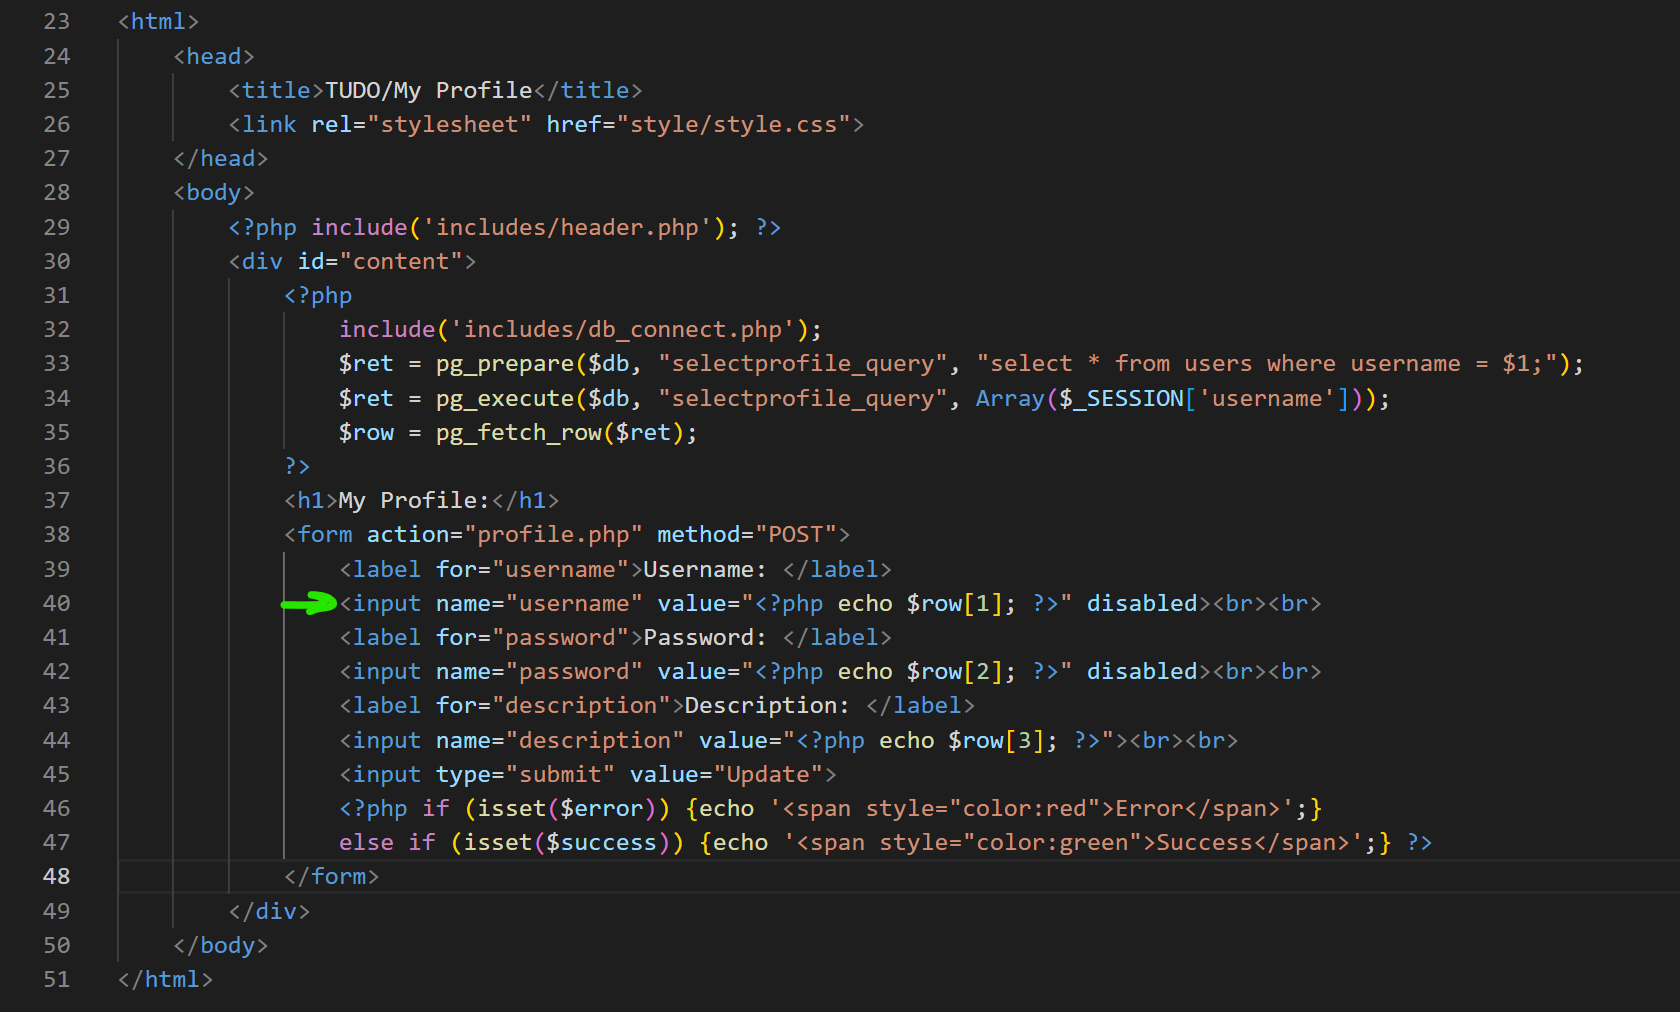 23 <html>
24 <head>
25 <title>TUDO/My Profile</title>
26 <link rel="stylesheet" href="style/style.css">
27 </head>
28 <body>
29 <?php include('includes/header.php'); ?>
30 <div id="content">
31 <?php
32 include('includes/db_connect.php');
33 $ret = pg_prepare($db, "selectprofile_query", "select * from users where username = $1;");
34 $ret = pg_execute($db, "selectprofile_query", Array($_SESSION['username']));
35 $row = pg_fetch_row($ret);
36 ?>
37 <h1>My Profile:</h1>
38 <form action="profile.php" method="POST">
39 <label for="username">Username: </label>
40 <input name="username" value="<?php echo $row[1]; ?>" disabled><br><br>
41 <label for="password">Password: </label>
42 <input name="password" value="<?php echo $row[2]; ?>" disabled><br><br>
43 <label for="description">Description: </label>
44 <input name="description" value="<?php echo $row[3]; ?>"><br><br>
45 <input type="submit" value="Update">
46 <?php if (isset($error)) {echo '<span style="color:red">Error</span>';}
47 else if (isset($success)) {echo '<span style="color:green">Success</span>';} ?>
48 </form>
49 </div>
50 </body>
51 </html>